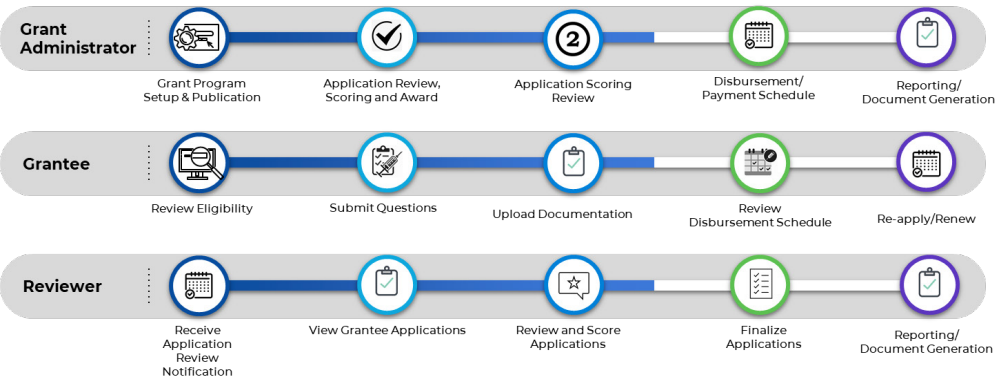 Grant
Administrator
2
Grant Program
Setup & Publication
Application Review,
Scoring and Award
Application Scoring
Review
Disbursement/
Payment Schedule
Reporting/
Document Generation
Grantee
Review Eligibility
Submit Questions
Upload Documentation
Review
Disbursement Schedule
Re-apply/Renew
Reviewer
Receive
Application
Review
Notification
View Grantee Applications
Review and Score
Applications
Finalize
Applications
Reporting/
Document Generation